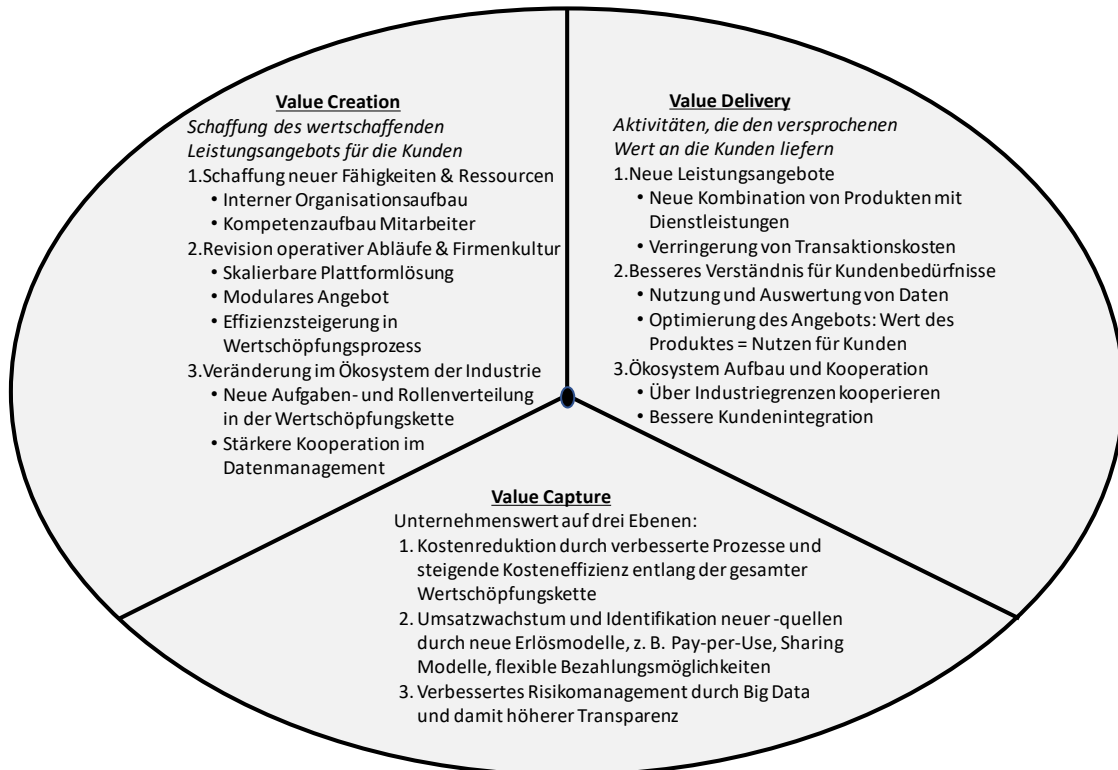 Value Creation
Schaffung des wertschaffenden
Leistungsangebots für die Kunden
1.Schaffung neuer Fähigkeiten & Ressourcen
• Interner Organisationsaufbau
• Kompetenzaufbau Mitarbeiter
2.Revision operativer Abläufe & Firmenkultur
• Skalierbare Plattformlösung
• Modulares Angebot
• Effizienzsteigerung in
Wertschöpfungsprozess
3.Veränderung im Ökosystem der Industrie
• Neue Aufgaben- und Rollenverteilung
in der Wertschöpfungskette
• Stärkere Kooperation im
Datenmanagement
Value Delivery
Aktivitäten, die den versprochenen
Wert an die Kunden liefern
1.Neue Leistungsangebote
• Neue Kombination von Produkten mit
Dienstleistungen
• Verringerung von Transaktionskosten
2.Besseres Verständnis für Kundenbedürfnisse
• Nutzung und Auswertung von Daten
• Optimierung des Angebots: Wert des
Produktes = Nutzen für Kunden
3.Ökosystem Aufbau und Kooperation
• Über Industriegrenzen kooperieren
• Bessere Kundenintegration
Value Capture
Unternehmenswert auf drei Ebenen:
1. Kostenreduktion durch verbesserte Prozesse und
steigende Kosteneffizienz entlang der gesamter
Wertschöpfungskette
2. Umsatzwachstum und Identifikation neuer -quellen
durch neue Erlösmodelle, z. B. Pay-per-Use, Sharing
Modelle, flexible Bezahlungsmöglichkeiten
3. Verbessertes Risikomanagement durch Big Data
und damit höherer Transparenz